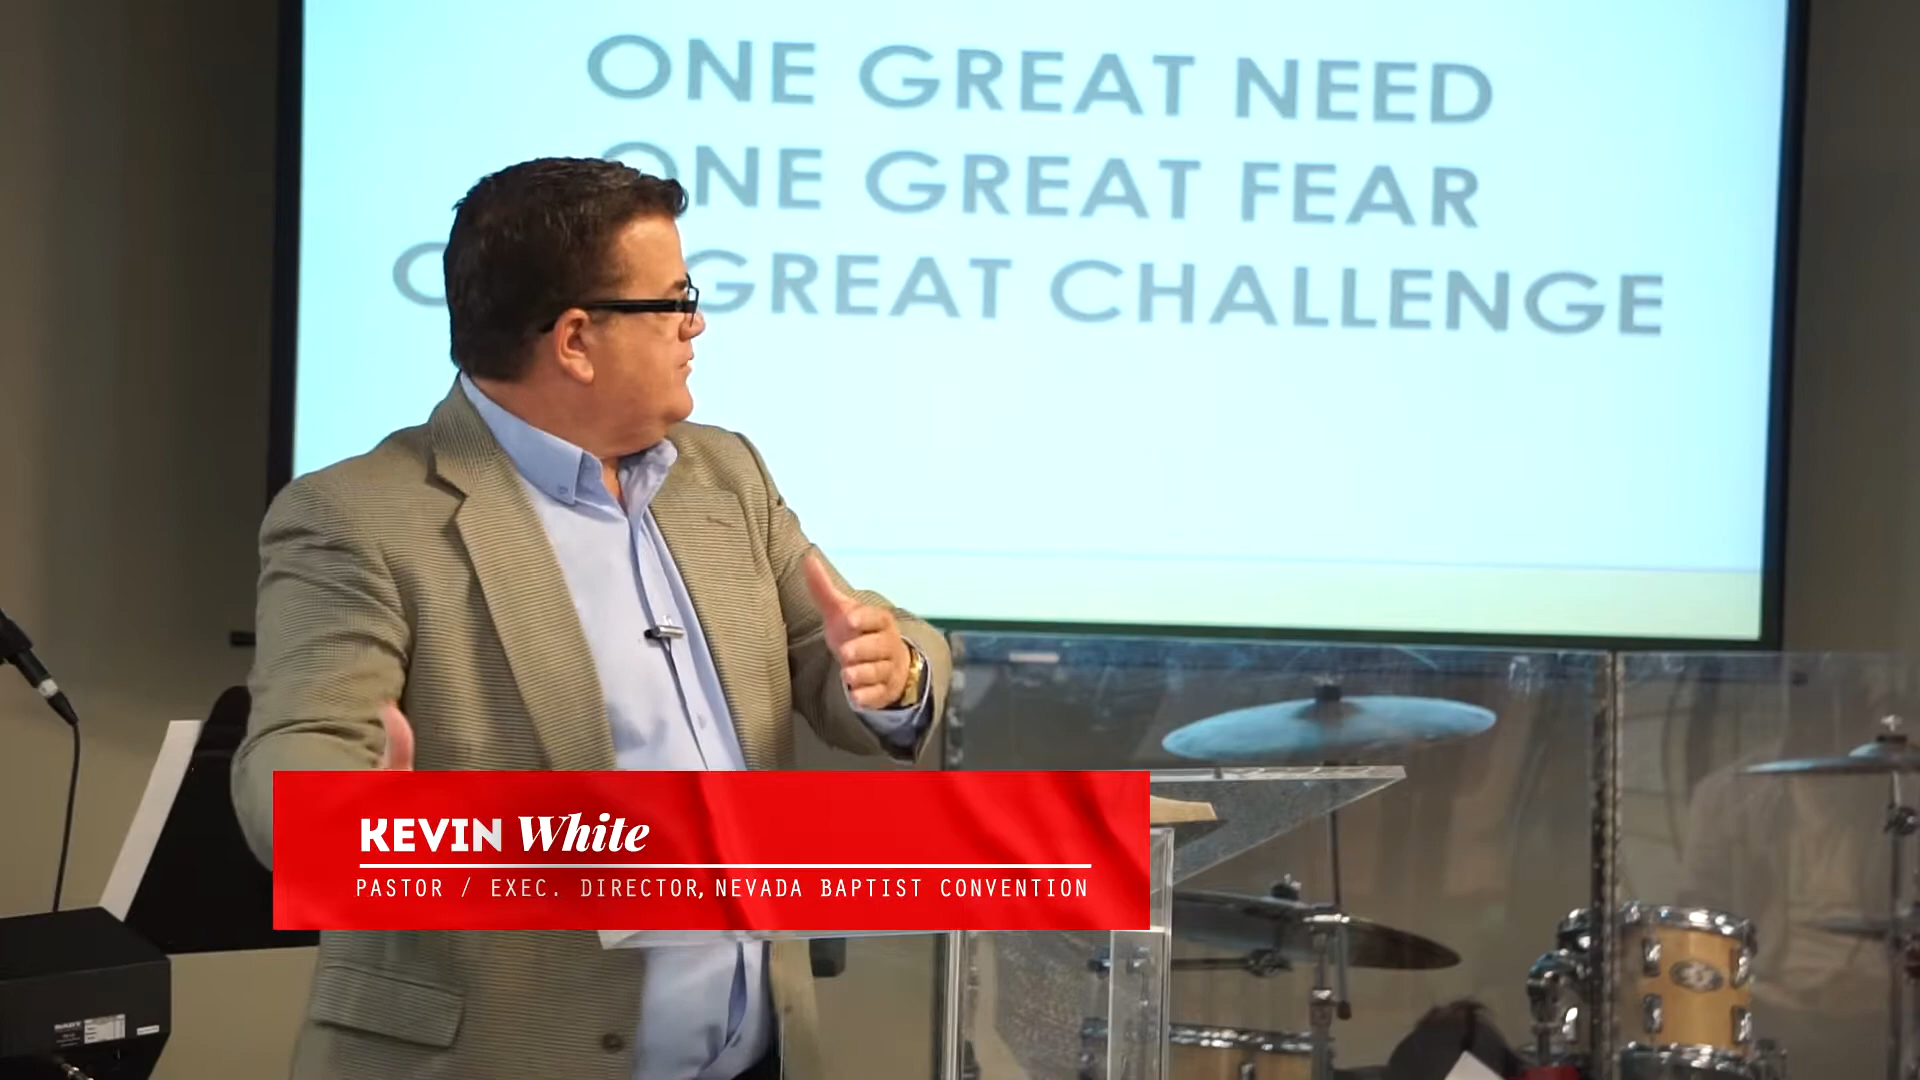 ONE GREAT NEED
ONE GREAT FEAR
GREAT CHALLENGE
KEVIN White
PASTOR / EXEC. DIRECTOR, NEVADA BAPTIST CONVENTION